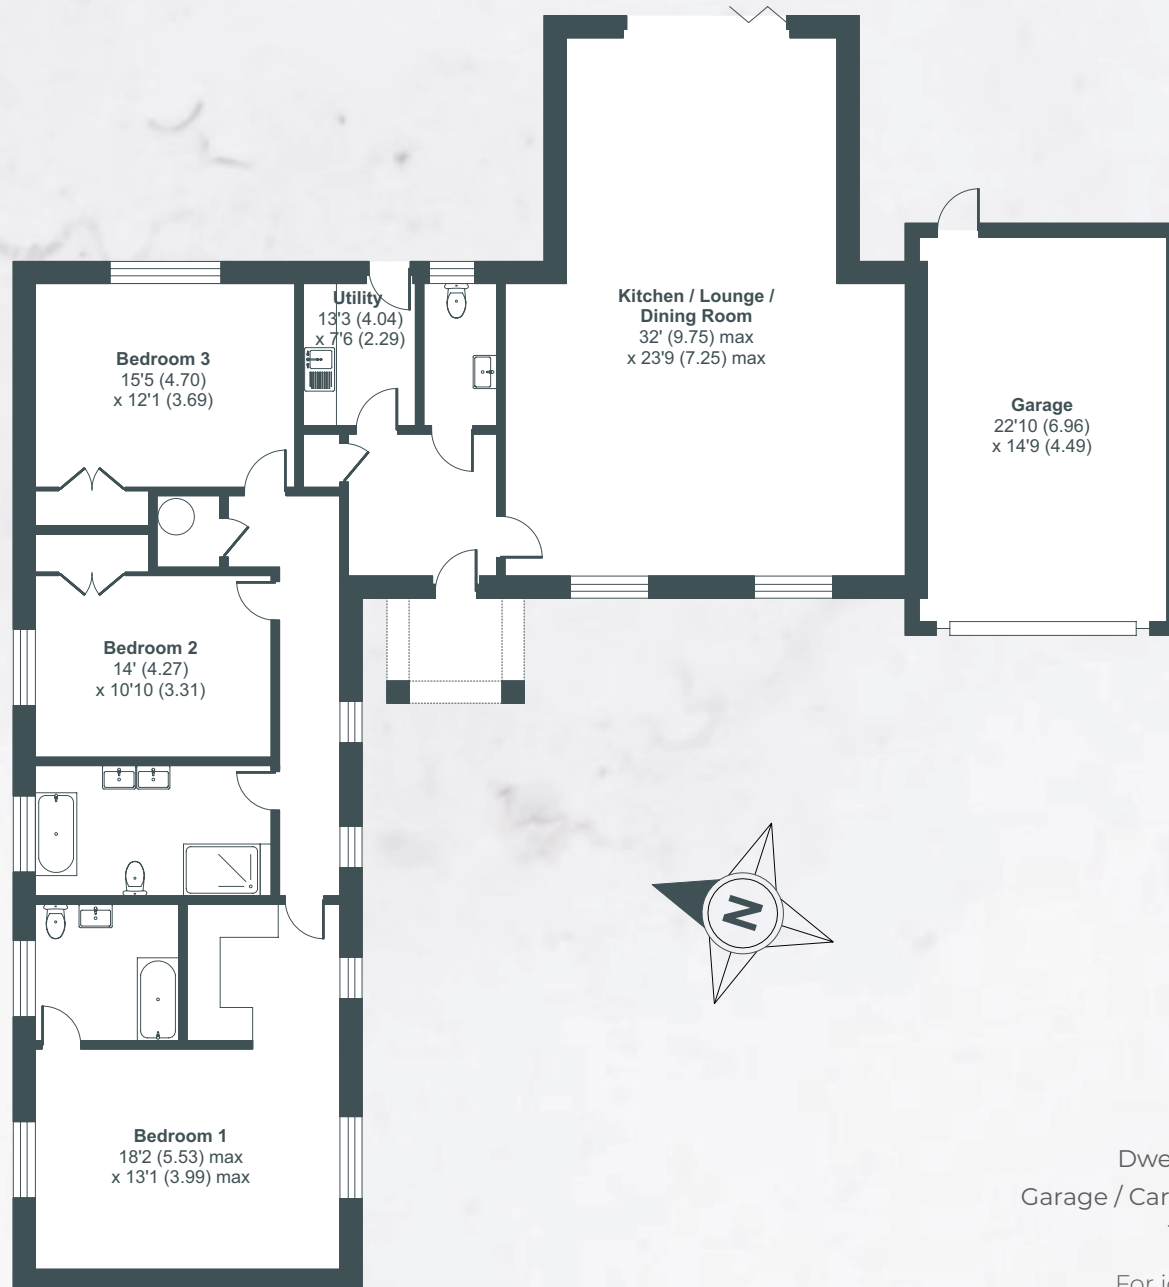 Utility
13'3 (4.04)
x 7'6 (2.29)
Kitchen / Lounge /
Dining Room
32' (9.75) max
x 23'9 (7.25) max
Bedroom 3
15'5 (4.70)
x 12'1 (3.69)
Garage
22'10 (6.96)
x 14'9 (4.49)
Bedroom 2
14' (4.27)
x 10'10 (3.31)
N
Bedroom 1
18'2 (5.53) max
x 13'1 (3.99) max
Garage /
For